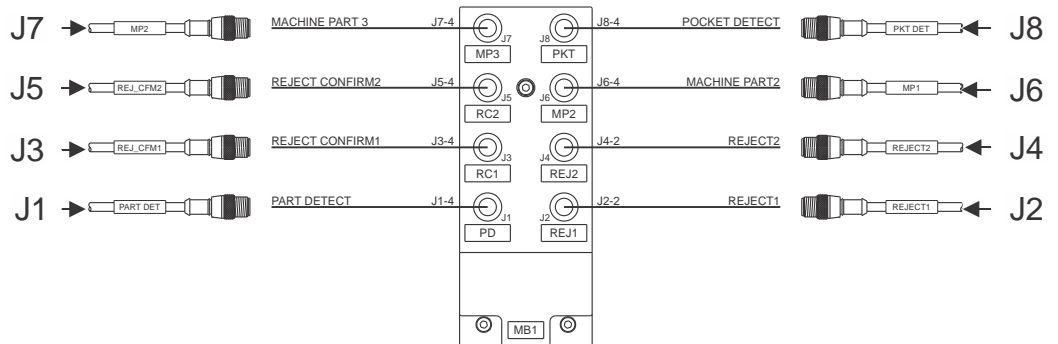 J7 MP2 MACHINE PART 3 J7-4 J7 J8 J8-4 POCKET DETECT PKT DET J8
MP3 PKT
J5 REJ_CFM2 REJECT CONFIRM2 J5-4 J5 J6 J6-4 MACHINE PART2 MP1 J6
RC2 MP2
J3 REJ_CFM1 REJECT CONFIRM1 J3-4 J3 J4 J4-2 REJECT2 REJECT2 J4
RC1 REJ2
J1 PART DET PART DETECT J1-4 J1 J2 J2-2 REJECT1 REJECT1 J2
PD REJ1
MB1